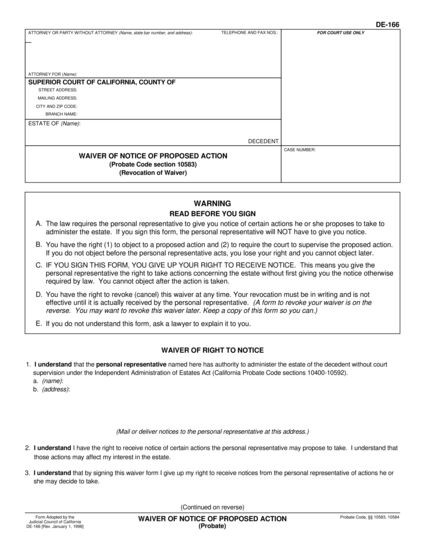 DE-166
ATTORNEY OR PARTY WITHOUT ATTORNEY (Name, state bar number, and address): TELEPHONE AND FAX NOS.: FOR COURT USE ONLY
ATTORNEY FOR (Name):
SUPERIOR COURT OF CALIFORNIA, COUNTY OF
STREET ADDRESS:
MAILING ADDRESS:
CITY AND ZIP CODE:
BRANCH NAME:
ESTATE OF (Name):
DECEDENT
CASE NUMBER:
WAIVER OF NOTICE OF PROPOSED ACTION
(Probate Code section 10583)
(Revocation of Waiver)
WARNING
READ BEFORE YOU SIGN
A. The law requires the personal representative to give you notice of certain actions he or she proposes to take to
administer the estate. If you sign this form, the personal representative will NOT have to give you notice.
B. You have the right (1) to object to a proposed action and (2) to require the court to supervise the proposed action.
If you do not object before the personal representative acts, you lose your right and you cannot object later.
C. IF YOU SIGN THIS FORM, YOU GIVE UP YOUR RIGHT TO RECEIVE NOTICE. This means you give the
personal representative the right to take actions concerning the estate without first giving you the notice otherwise
required by law. You cannot object after the action is taken.
D. You have the right to revoke (cancel) this waiver at any time. Your revocation must be in writing and is not
effective until it is actually received by the personal representative. (A form to revoke your waiver is on the
reverse. You may want to revoke this waiver later. Keep a copy of this form so you can.)
E. If you do not understand this form, ask a lawyer to explain it to you.
WAIVER OF RIGHT TO NOTICE
1. I understand that the personal representative named here has authority to administer the estate of the decedent without court
supervision under the Independent Administration of Estates Act (California Probate Code sections 10400-10592).
a. (name):
b. (address):
(Mail or deliver notices to the personal representative at this address.)
2. I understand I have the right to receive notice of certain actions the personal representative may propose to take. I understand that
those actions may affect my interest in the estate.
3. I understand that by signing this waiver form I give up my right to receive notices from the personal representative of actions he or
she may decide to take.
(Continued on reverse)
Form Adopted by the
Judicial Council of California
DE-166 [Rev. January 1, 1998]
WAIVER OF NOTICE OF PROPOSED ACTION
(Probate)
Probate Code, §§ 10583, 10584